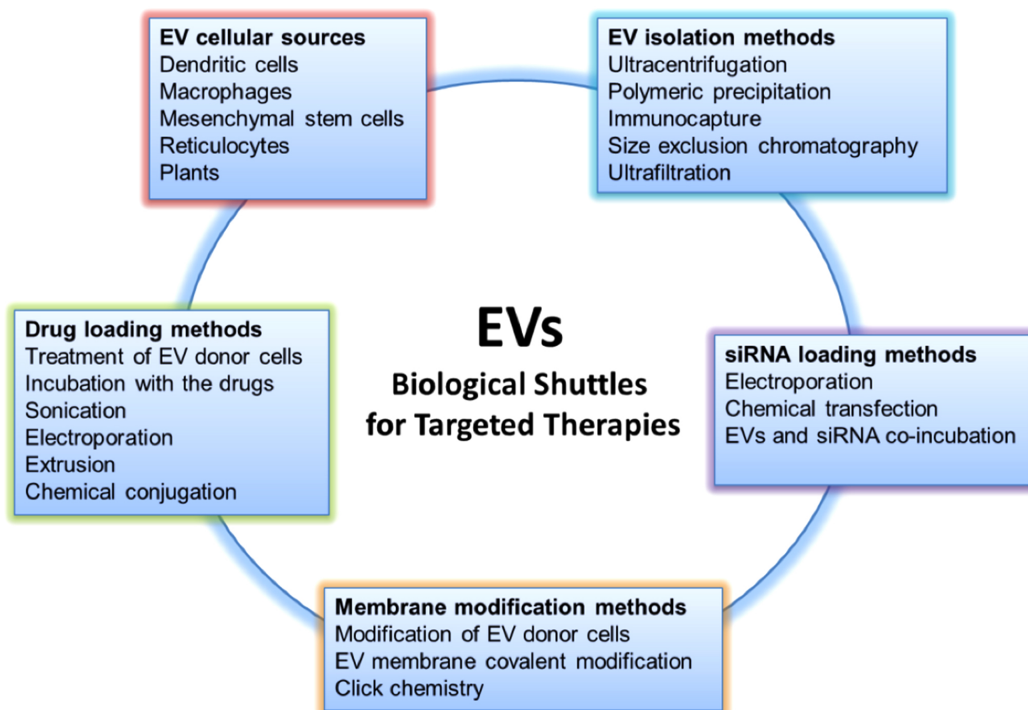 EV cellular sources
Dendritic cells
Macrophages
Mesenchymal stem cells
Reticulocytes
Plants
EV isolation methods
Ultracentrifugation
Polymeric precipitation
Immunocapture
Size exclusion chromatography
Ultrafiltration
Drug loading methods
Treatment of EV donor cells
Incubation with the drugs
Sonication
Electroporation
Extrusion
Chemical conjugation
EVs
Biological Shuttles
for Targeted Therapies
siRNA loading methods
Electroporation
Chemical transfection
EVs and siRNA co-incubation
Membrane modification methods
Modification of EV donor cells
EV membrane covalent modification
Click chemistry